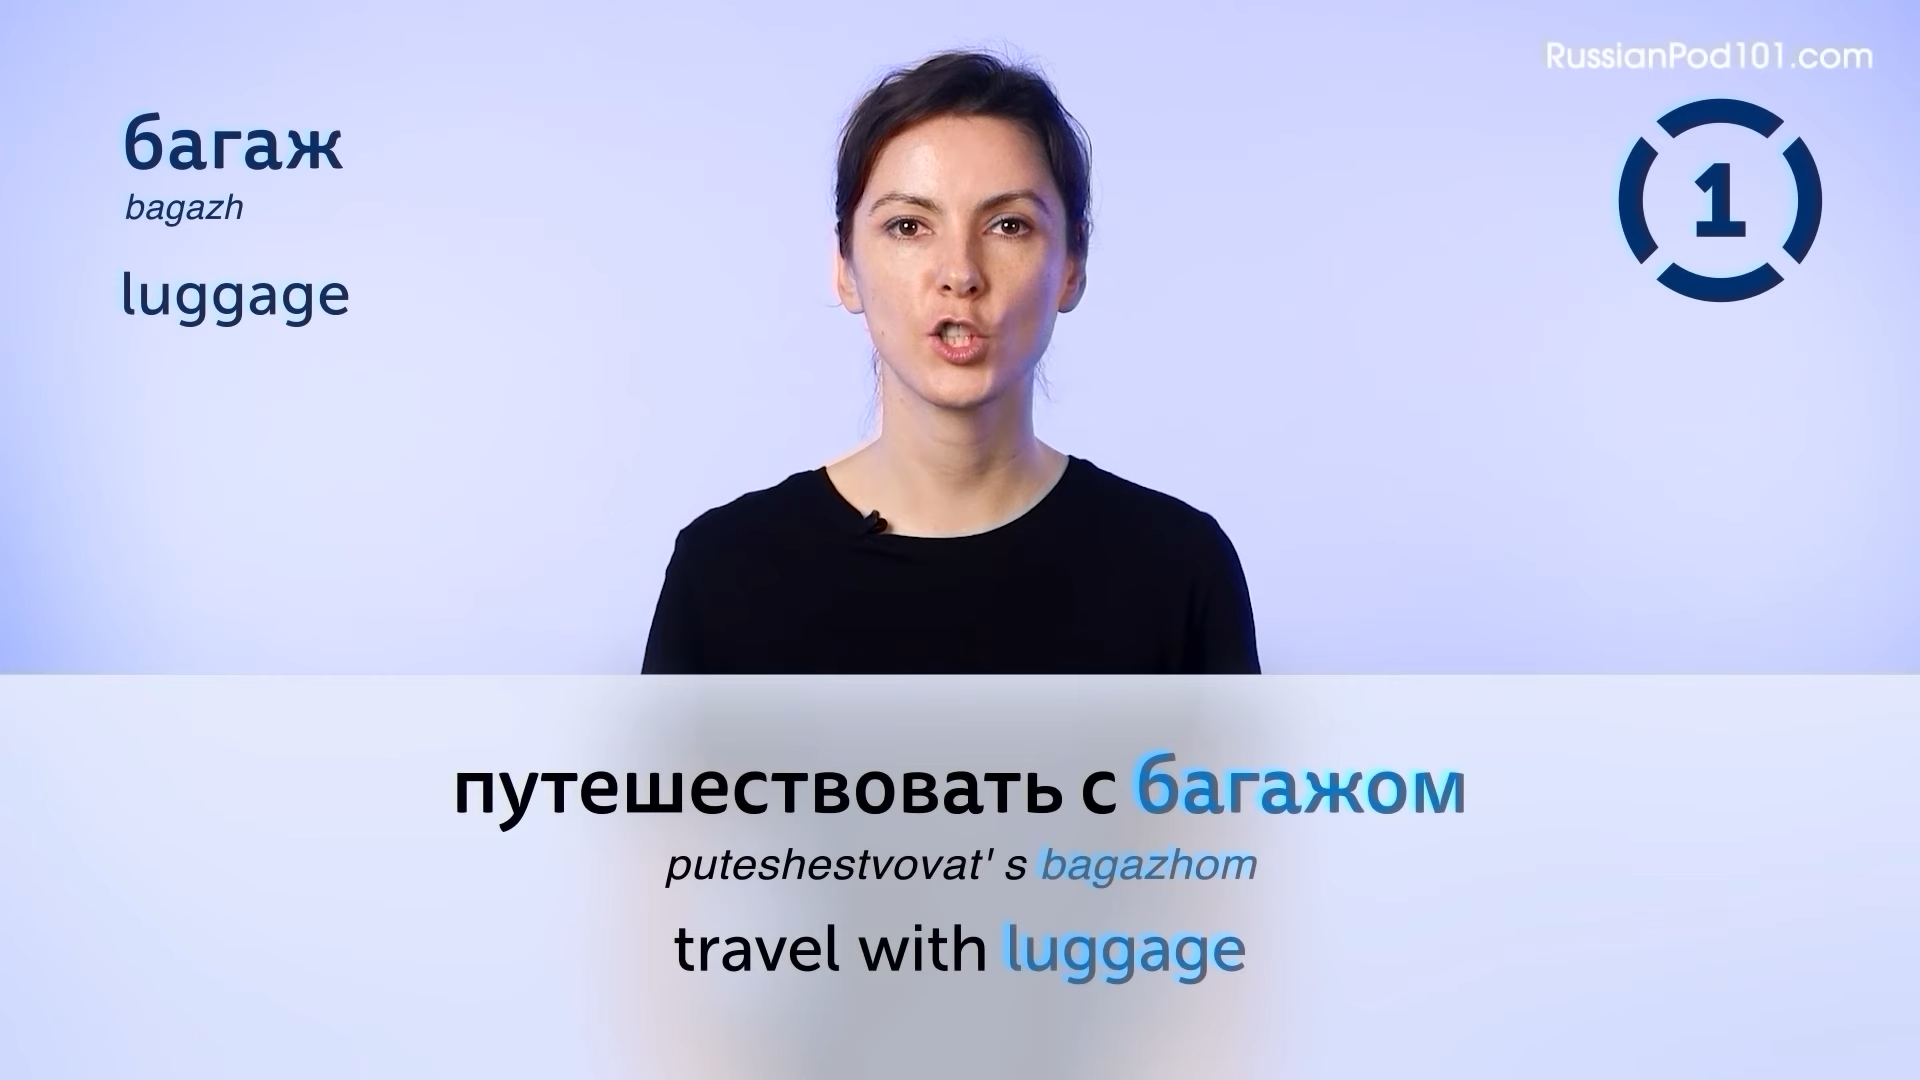 RussianPod101.com
багаж
bagazh
luggage
1
путешествовать с багажом
puteshestvovat' s bagazhom
travel with luggage